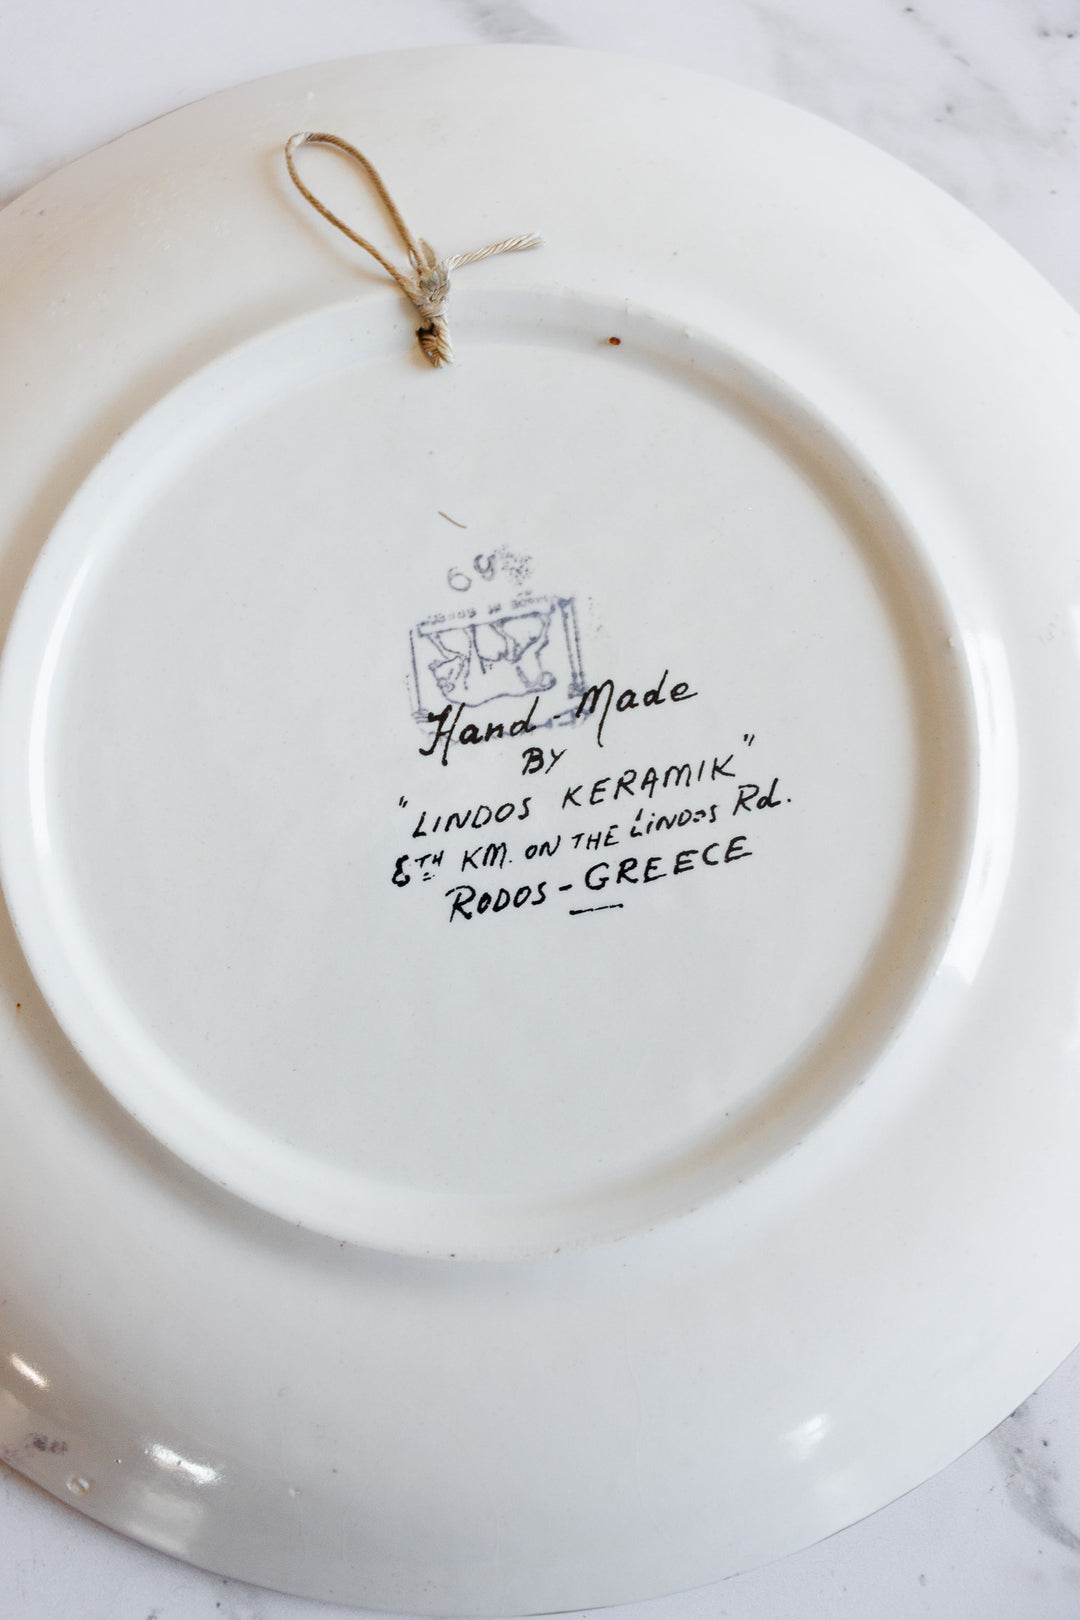 Hand-Made
BY
"LINDOS KERAMIK"
8TH KM. ON THE LINDOS Rd.
RODOS-GREECE